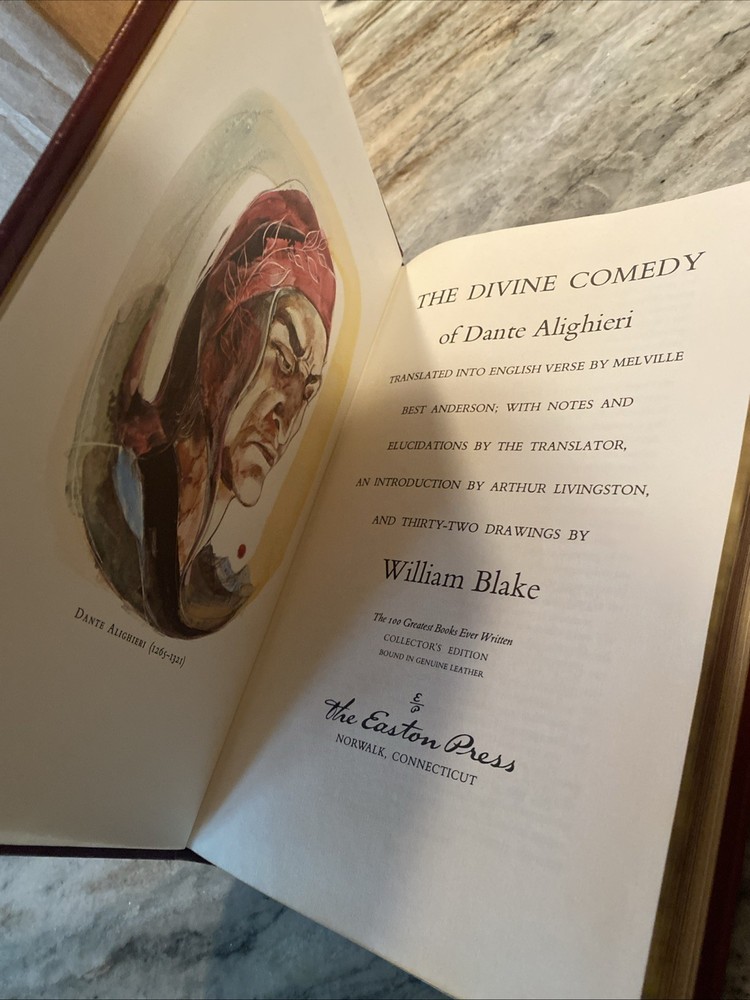 DANTE ALIGHIERI (1265-1321)
THE DIVINE COMEDY
of Dante Alighieri
TRANSLATED INTO ENGLISH VERSE BY MELVILLE
BEST ANDERSON; WITH NOTES AND
ELUCIDATIONS BY THE TRANSLATOR,
AN INTRODUCTION BY ARTHUR LIVINGSTON,
AND THIRTY-TWO DRAWINGS BY
William Blake
The 100 Greatest Books Ever Written
COLLECTOR'S EDITION
BOUND IN GENUINE LEATHER
E
P
The Easton Press
NORWALK, CONNECTICUT